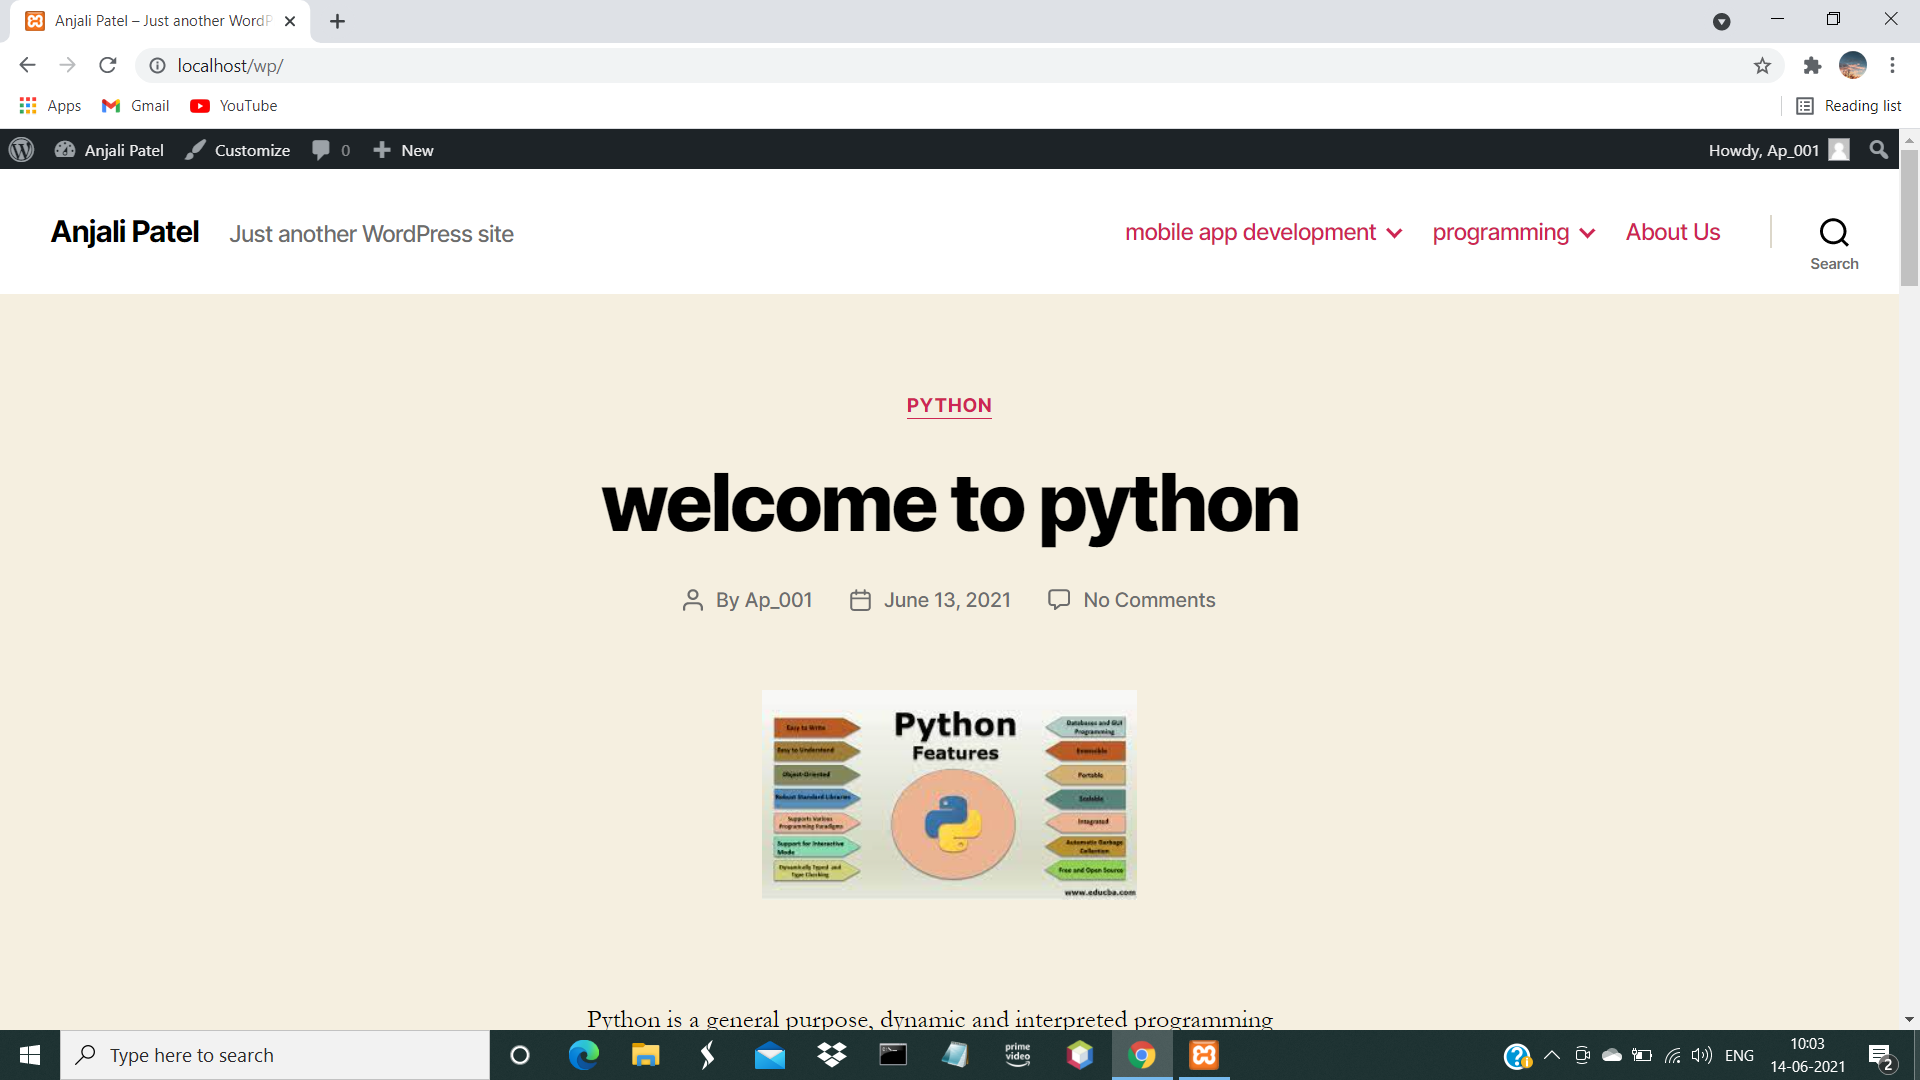 Anjali Patel – Just another WordP
localhost/wp/
Apps Gmail YouTube Reading list
Anjali Patel Customize 0 New Howdy, Ap_001
Anjali Patel Just another WordPress site mobile app development programming About Us
Search
PYTHON
welcome to python
By Ap_001 June 13, 2021 No Comments
Python
Features
Easy to Write
Easy to Understand
Object-Oriented
Robust Standard Libraries
Supports Various
Programming Paradigms
Support for Interactive
Mode
Dynamically Typed and
Type Checking
Databases and GUI
Programming
Extensible
Portable
Scalable
Integrated
Automatic Garbage
Collection
Free and Open Source
www.educba.com
Python is a general purpose, dynamic and interpreted programming
Type here to search
prime
video
ENG
10:03
14-06-2021
2